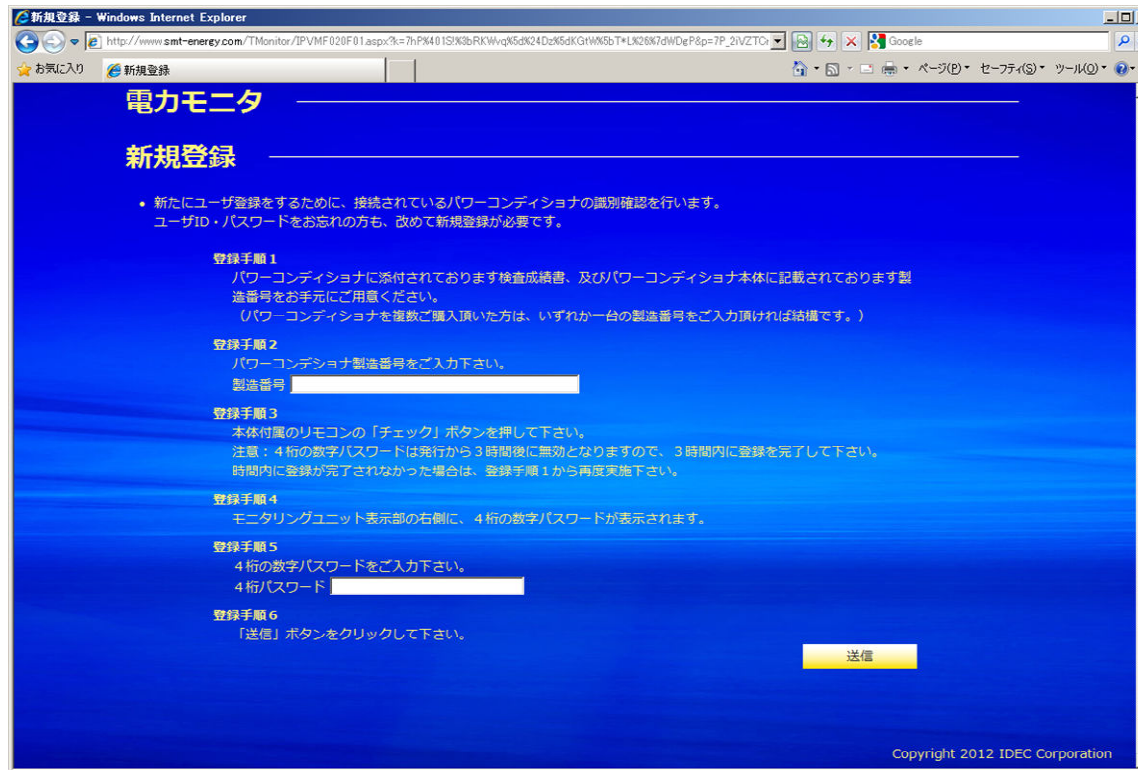 新規登録 - Windows Internet Explorer
http://www.smt-energy.com/TMonitor/IPVMF020F01.aspx?
Google
お気に入り
新規登録
ページ(P)
セーフティ(S)
ツール(O)
電力モニタ
新規登録
• 新たにユーザ登録をするために、接続されているパワーコンディショナの識別確認を行います。
ユーザID・パスワードをお忘れの方も、改めて新規登録が必要です。
登録手順1
パワーコンディショナに添付されております検査成績書、及びパワーコンディショナ本体に記載されております製
造番号をお手元にご用意ください。
（パワーコンディショナを複数ご購入頂いた方は、いずれか一台の製造番号をご入力頂ければ結構です。）
登録手順2
パワーコンデショナ製造番号をご入力下さい。
製造番号
登録手順3
本体付属のリモコンの「チェック」ボタンを押して下さい。
注意：４桁の数字パスワードは発行から３時間後に無効となりますので、３時間内に登録を完了して下さい。
時間内に登録が完了されなかった場合は、登録手順１から再度実施下さい。
登録手順4
モニタリングユニット表示部の右側に、４桁の数字パスワードが表示されます。
登録手順5
４桁の数字パスワードをご入力下さい。
４桁パスワード
登録手順6
「送信」ボタンをクリックして下さい。
送信
Copyright 2012 IDEC Corporation